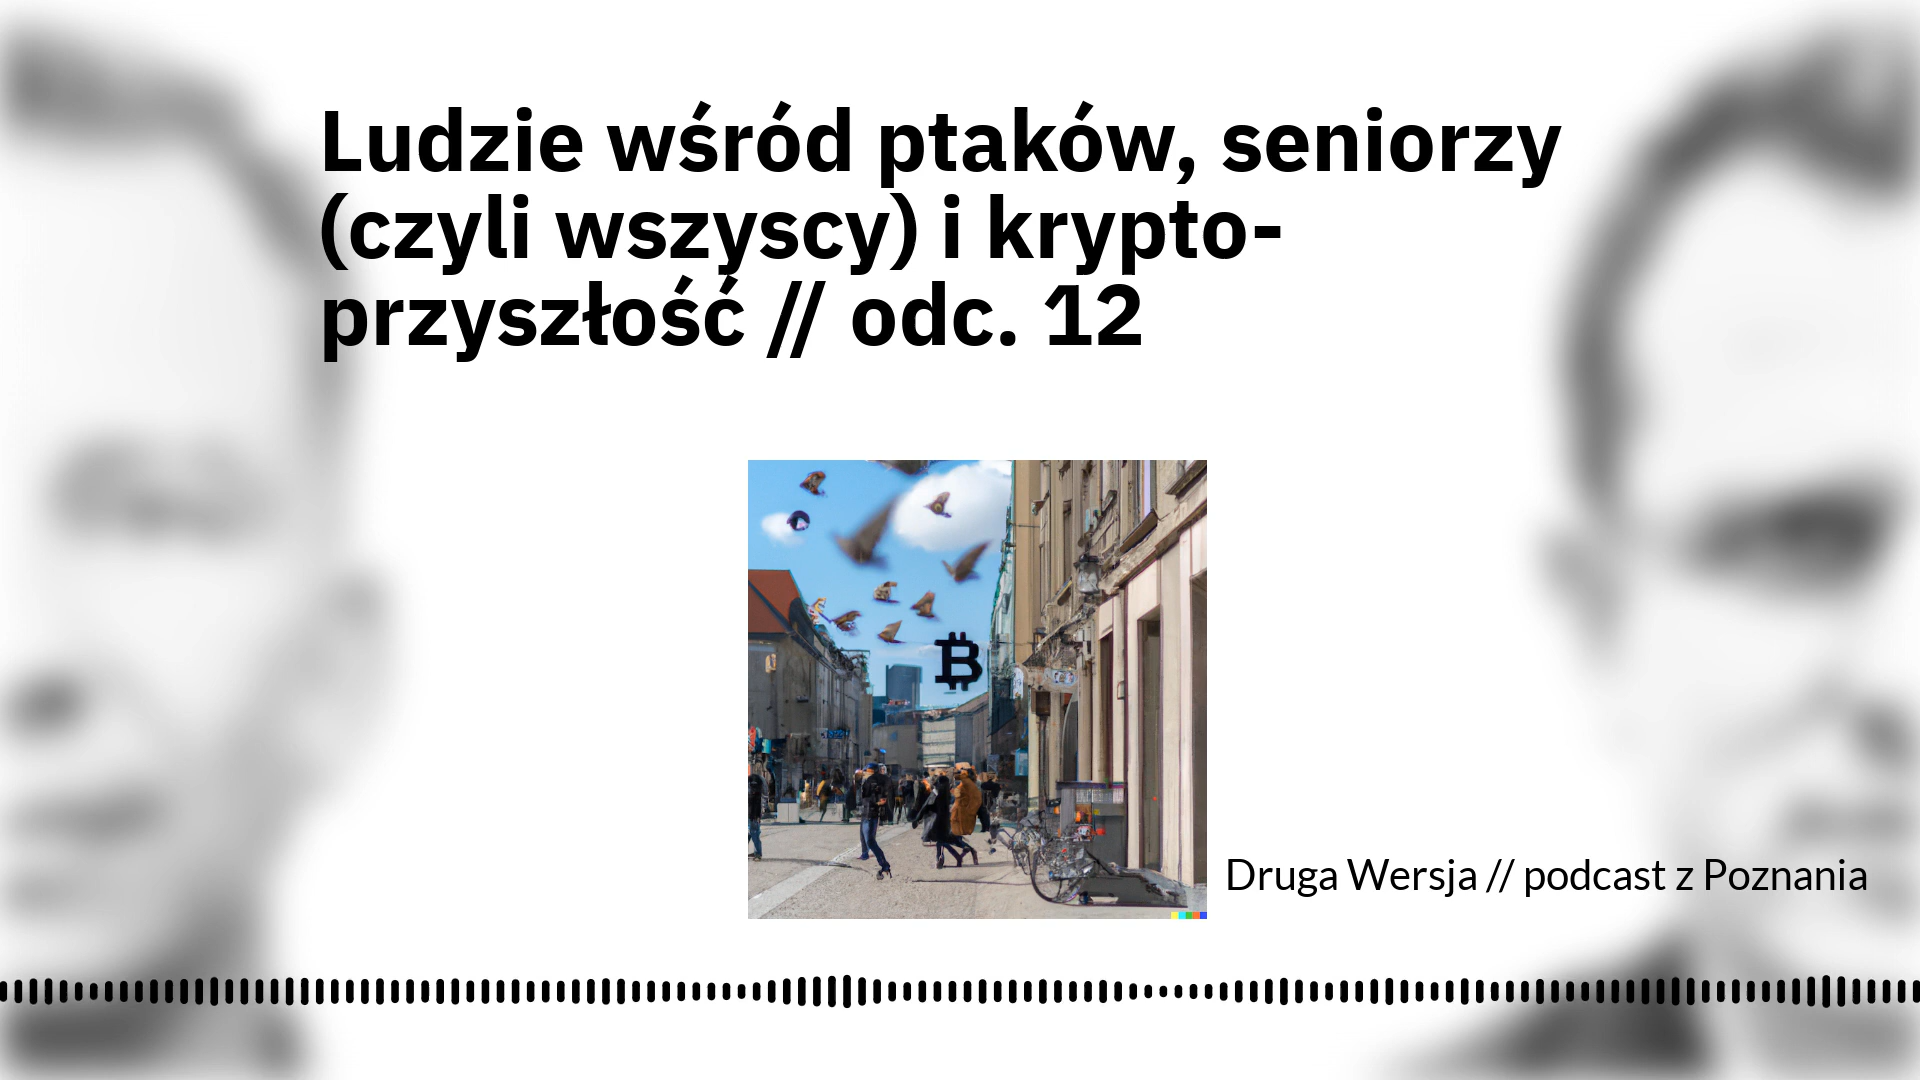 Ludzie wśród ptaków, seniorzy
(czyli wszyscy) i krypto-
przyszłość // odc. 12
Druga Wersja // podcast z Poznania